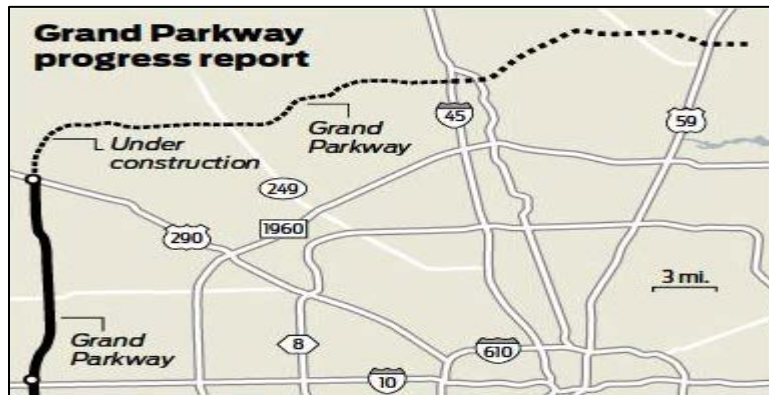 Grand Parkway
progress report
45
59
Grand
Parkway
Under
construction
249
1960
290
3 mi.
Grand
Parkway
8
610
10